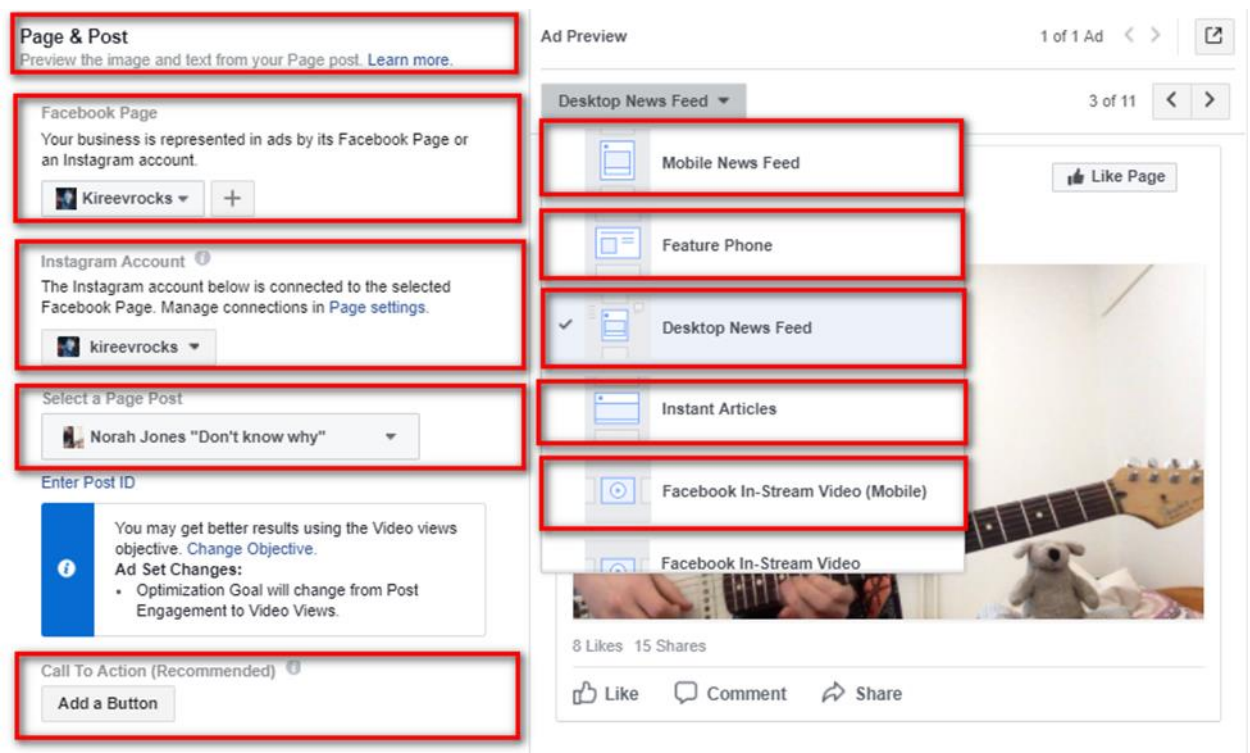 Page & Post
Preview the image and text from your Page post. Learn more.
Facebook Page
Your business is represented in ads by its Facebook Page or
an Instagram account.
Kireevrocks
Instagram Account
The Instagram account below is connected to the selected
Facebook Page. Manage connections in Page settings.
kireevrocks
Select a Page Post
Norah Jones "Don't know why"
Enter Post ID
You may get better results using the Video views
objective. Change Objective.
Ad Set Changes:
• Optimization Goal will change from Post
Engagement to Video Views.
Call To Action (Recommended)
Add a Button
Ad Preview
1 of 1 Ad
Desktop News Feed
3 of 11
Mobile News Feed
Feature Phone
Desktop News Feed
Instant Articles
Facebook In-Stream Video (Mobile)
Facebook In-Stream Video
Like Page
8 Likes 15 Shares
Like Comment Share